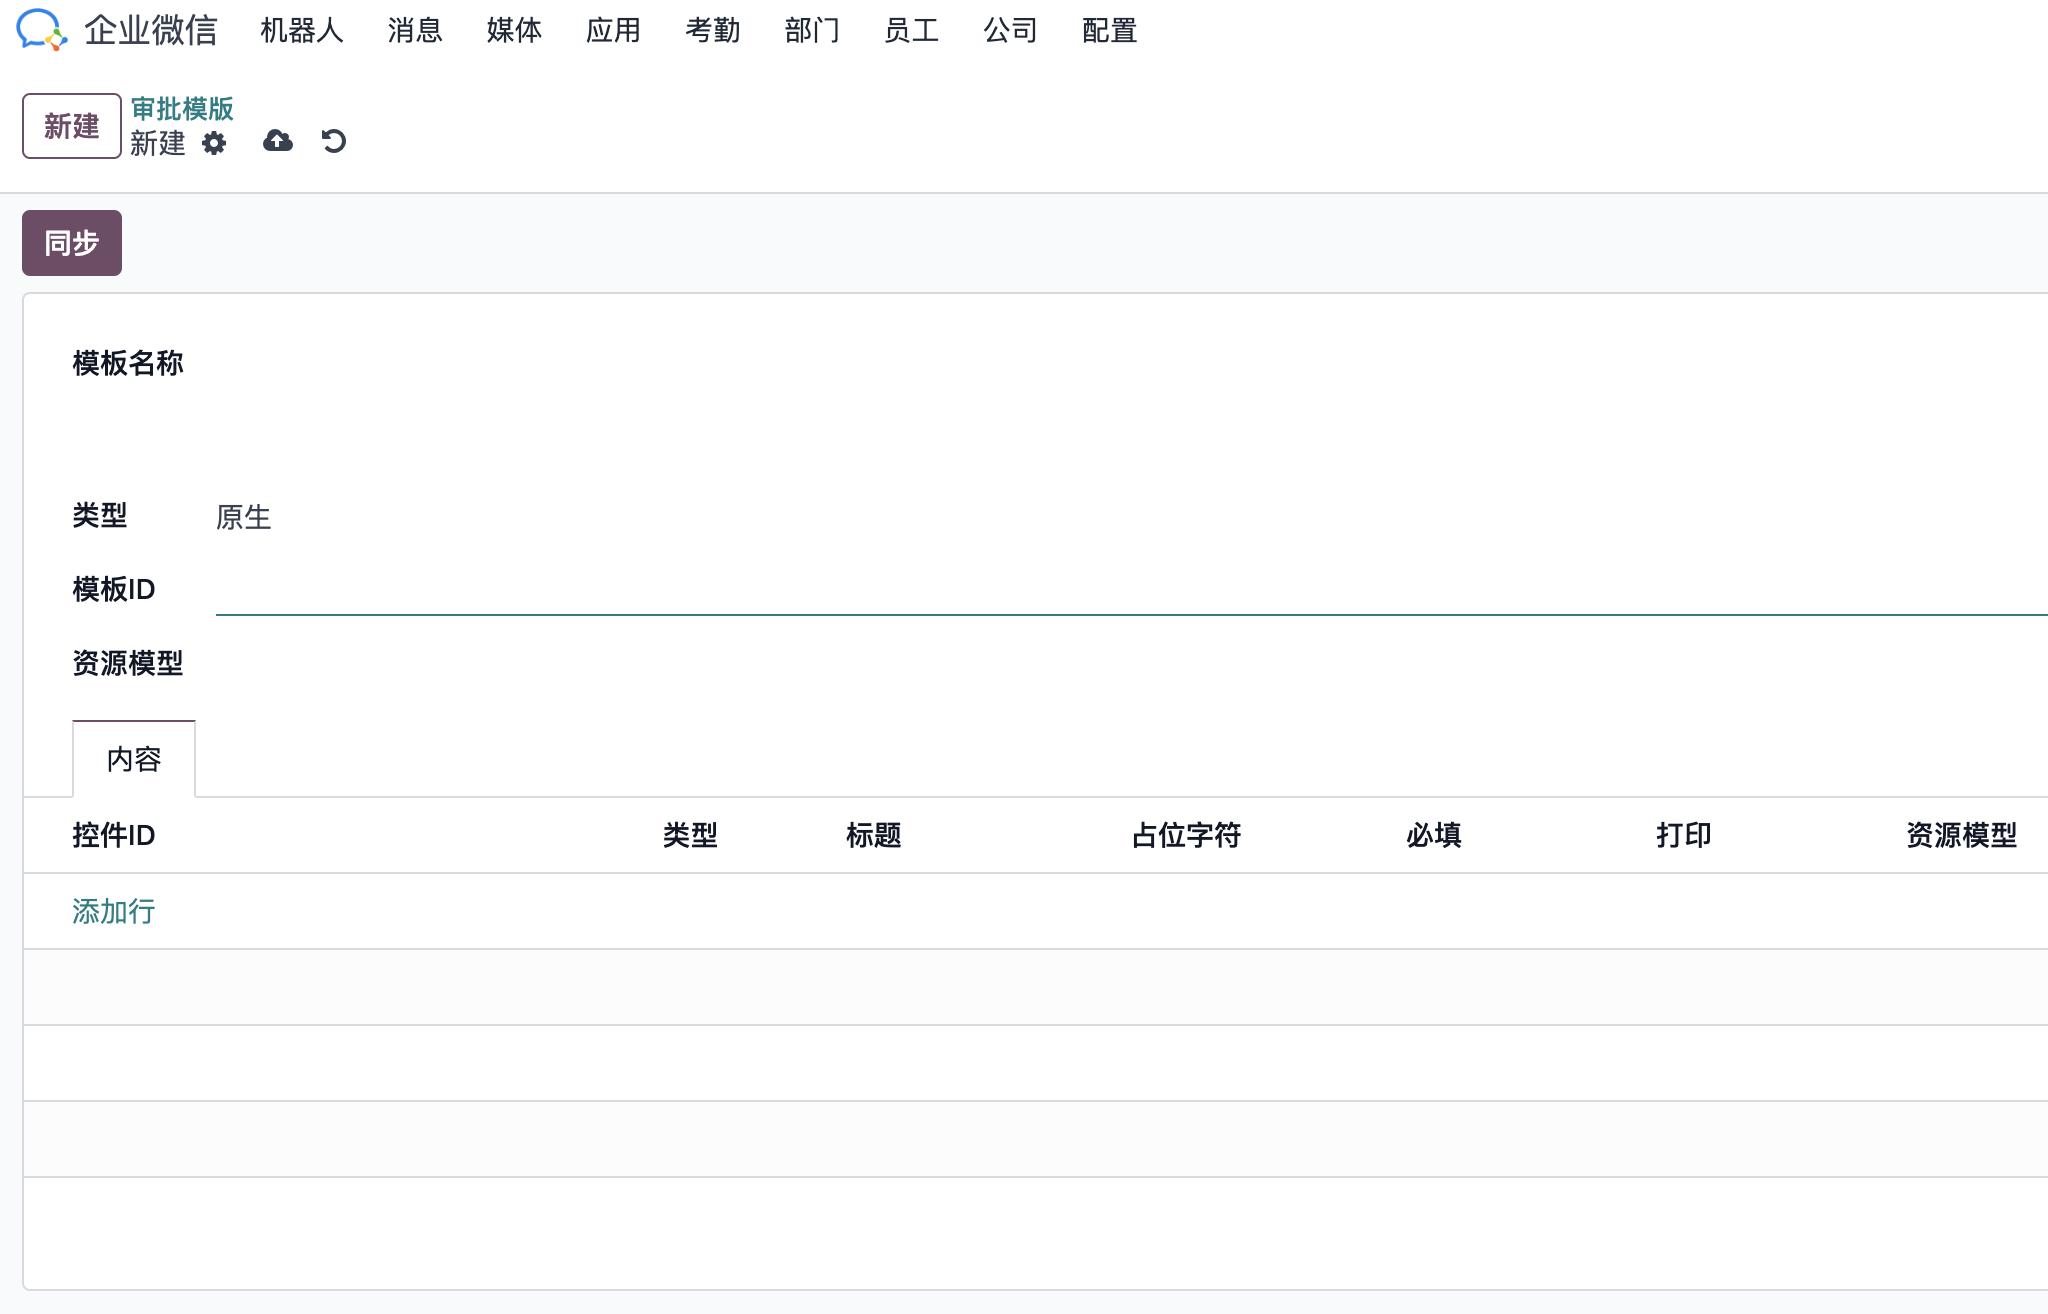 企业微信 机器人 消息 媒体 应用 考勤 部门 员工 公司 配置
新建 审批模版
新建
同步
模板名称
类型 原生
模板ID
资源模型
内容
控件ID 类型 标题 占位字符 必填 打印 资源模型
添加行